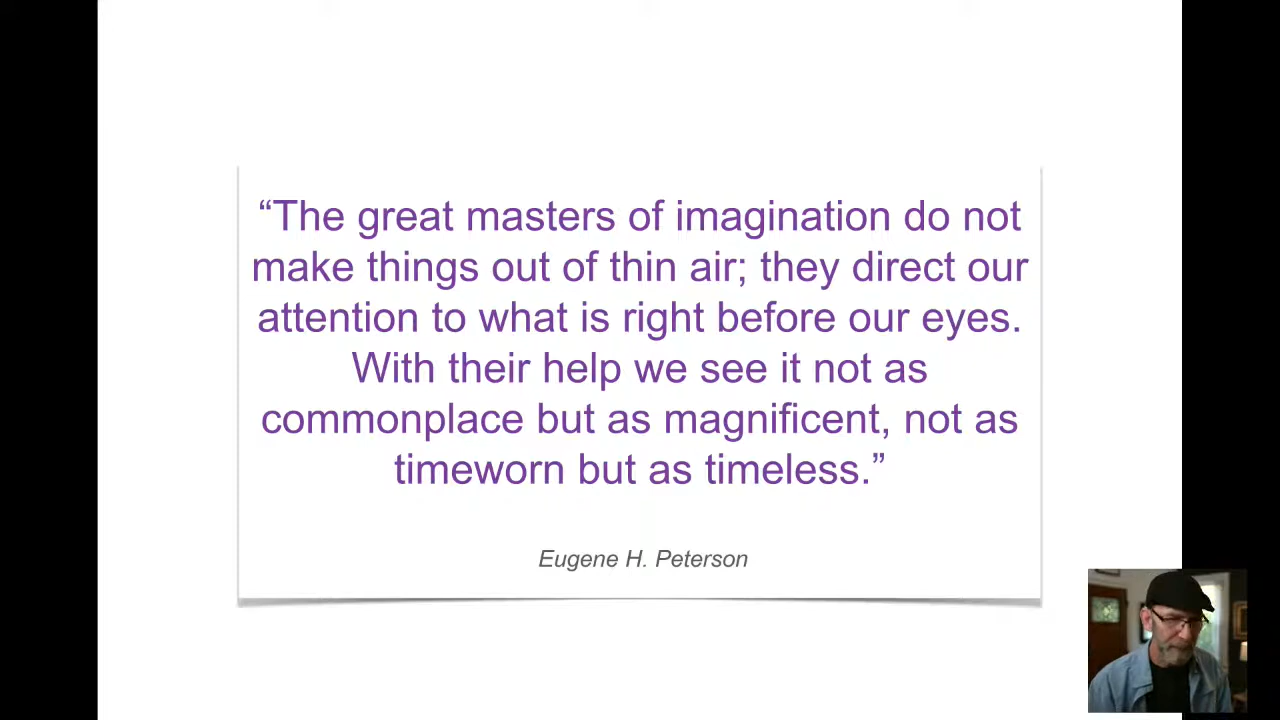 “The great masters of imagination do not
make things out of thin air; they direct our
attention to what is right before our eyes.
With their help we see it not as
commonplace but as magnificent, not as
timeworn but as timeless.”
Eugene H. Peterson